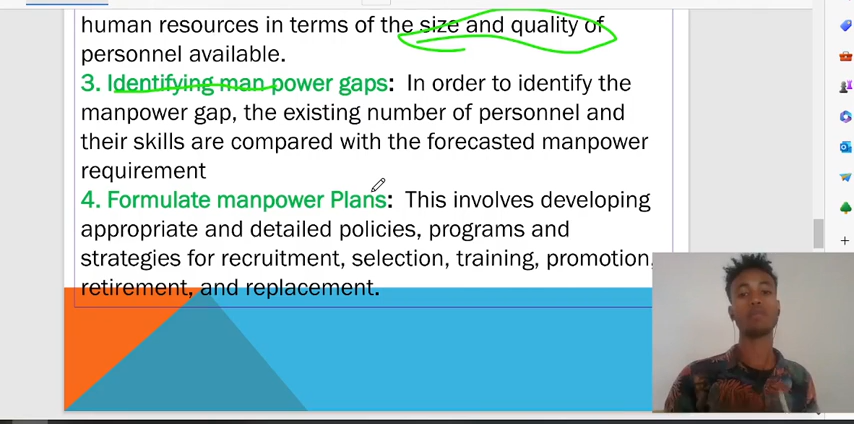 human resources in terms of the size and quality of
personnel available.
3. Identifying man power gaps: In order to identify the
manpower gap, the existing number of personnel and
their skills are compared with the forecasted manpower
requirement
4. Formulate manpower Plans: This involves developing
appropriate and detailed policies, programs and
strategies for recruitment, selection, training, promotion,
retirement, and replacement.